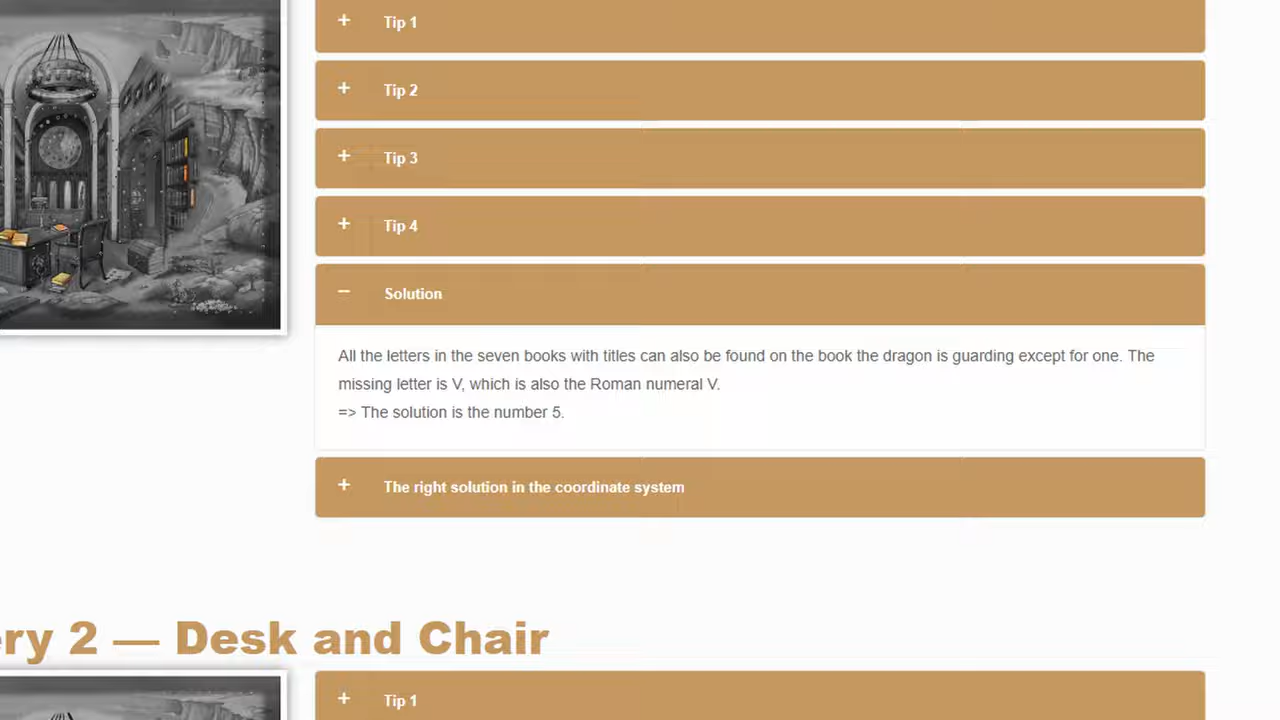 Tip 1
Tip 2
Tip 3
Tip 4
Solution
All the letters in the seven books with titles can also be found on the book the dragon is guarding except for one. The
missing letter is V, which is also the Roman numeral V.
=> The solution is the number 5.
The right solution in the coordinate system
ery 2 — Desk and Chair
Tip 1